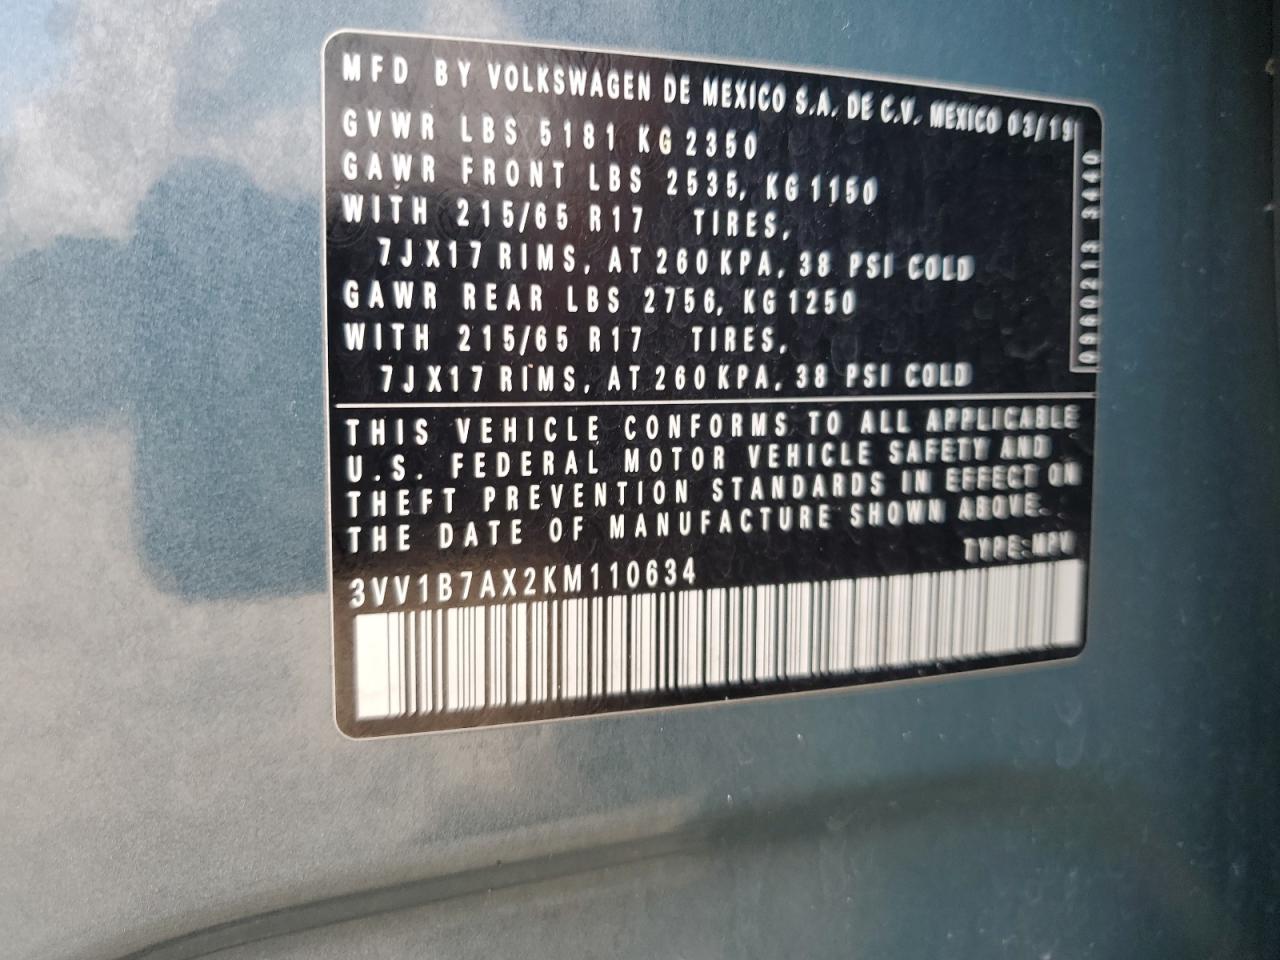 MFD BY VOLKSWAGEN DE MEXICO S.A. DE C.V. MEXICO 03/19
GVWR LBS 5181 KG 2350
GAWR FRONT LBS 2535, KG 1150
WITH 215/65 R17 TIRES,
7JX17 RIMS, AT 260 KPA, 38 PSI COLD
GAWR REAR LBS 2756, KG 1250
WITH 215/65 R17 TIRES,
7JX17 RIMS, AT 260 KPA, 38 PSI COLD
0960213 3440
THIS VEHICLE CONFORMS TO ALL APPLICABLE
U.S. FEDERAL MOTOR VEHICLE SAFETY AND
THEFT PREVENTION STANDARDS IN EFFECT ON
THE DATE OF MANUFACTURE SHOWN ABOVE.
TYPE:MPV
3VV1B7AX2KM110634